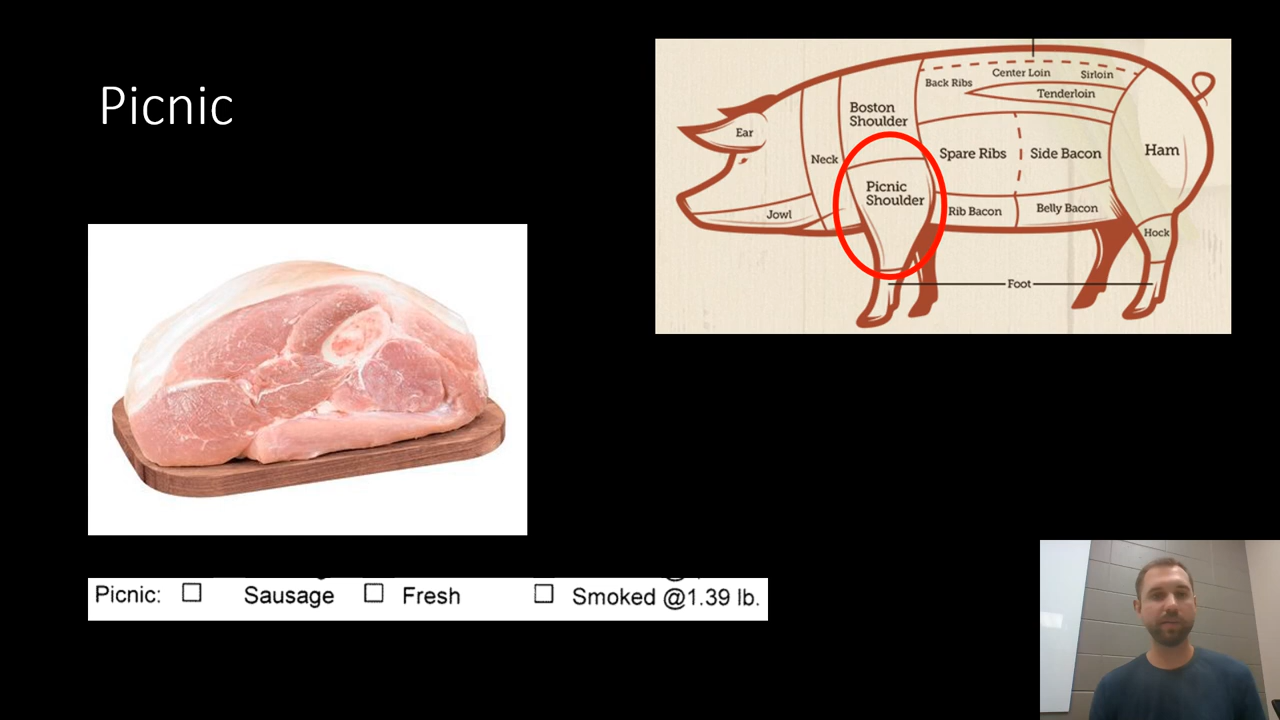 Picnic
Ear
Neck
Jowl
Boston
Shoulder
Picnic
Shoulder
Back Ribs
Center Loin
Sirloin
Tenderloin
Spare Ribs
Side Bacon
Ham
Rib Bacon
Belly Bacon
Hock
Foot
Picnic: Sausage Fresh Smoked @1.39 lb.